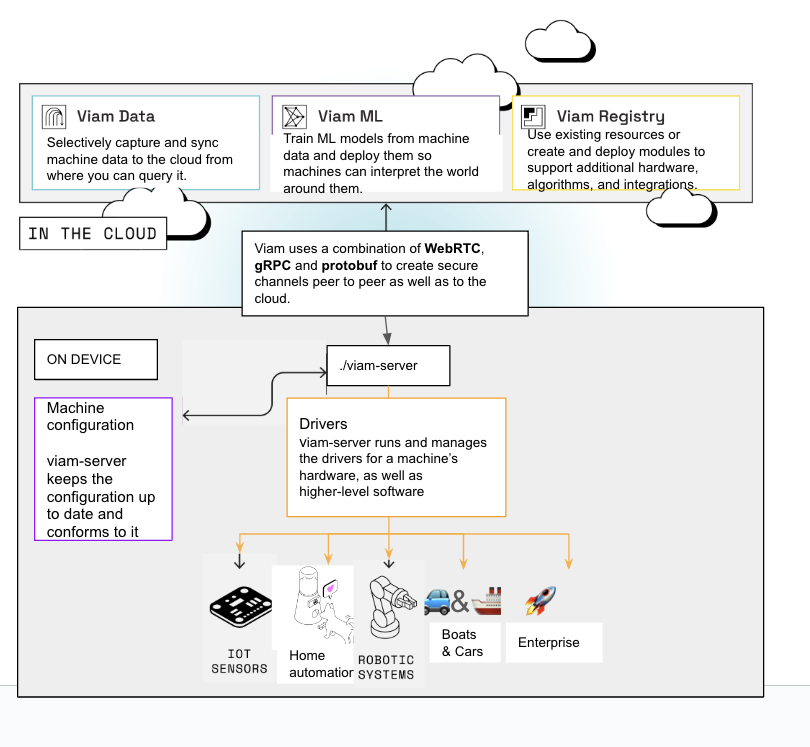 Viam Data
Selectively capture and sync
machine data to the cloud from
where you can query it.
Viam ML
Train ML models from machine
data and deploy them so
machines can interpret the world
around them.
Viam Registry
Use existing resources or
create and deploy modules to
support additional hardware,
algorithms, and integrations.
IN THE CLOUD
Viam uses a combination of WebRTC,
gRPC and protobuf to create secure
channels peer to peer as well as to the
cloud.
ON DEVICE
./viam-server
Machine
configuration
viam-server
keeps the
configuration up
to date and
conforms to it
Drivers
viam-server runs and manages
the drivers for a machine’s
hardware, as well as
higher-level software
IOT
SENSORS
Home
automation
ROBOTIC
SYSTEMS
&
Boats
& Cars
Enterprise